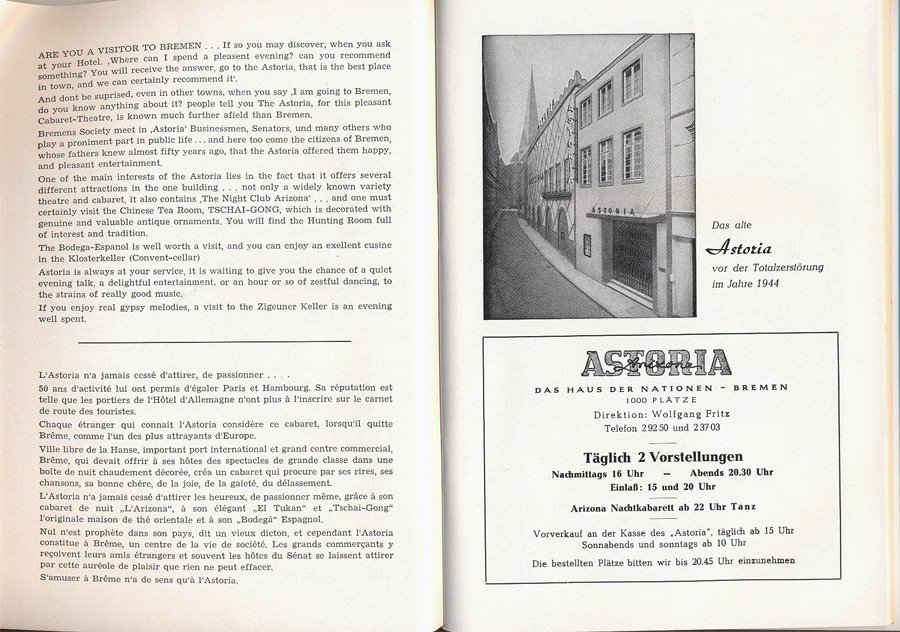 ARE YOU A VISITOR TO BREMEN . . . If so you may discover, when you ask
at your Hotel. ‚Where can I spend a pleasent evening? can you recommend
something? You will receive the answer, go to the Astoria, that is the best place
in town, and we can certainly recommend it'.
And dont be suprised, even in other towns, when you say ‚I am going to Bremen,
do you know anything about it? people tell you The Astoria, for this pleasant
Cabaret-Theatre, is known much further afield than Bremen.
Bremens Society meet in ‚Astoria' Businessmen, Senators, und many others who
play a proniment part in public life . . . and here too come the citizens of Bremen,
whose fathers knew almost fifty years ago, that the Astoria offered them happy,
and pleasant entertainment.
One of the main interests of the Astoria lies in the fact that it offers several
different attractions in the one building . . . not only a widely known variety
theatre and cabaret, it also contains ‚The Night Club Arizona' . . . and one must
certainly visit the Chinese Tea Room, TSCHAI-GONG, which is decorated with
genuine and valuable antique ornaments. You will find the Hunting Room full
of interest and tradition.
The Bodega-Espanol is well worth a visit, and you can enjoy an exellent cusine
in the Klosterkeller (Convent-cellar)
Astoria is always at your service, it is waiting to give you the chance of a quiet
evening talk, a delightful entertainment, or an hour or so of zestful dancing, to
the strains of really good music.
If you enjoy real gypsy melodies, a visit to the Zigeuner Keller is an evening
well spent.
L'Astoria n'a jamais cessé d'attirer, de passionner . . . .
50 ans d'activité lui ont permis d'égaler Paris et Hambourg. Sa réputation est
telle que les portiers de l'Hôtel d'Allemagne n'ont plus à l'inscrire sur le carnet
de route des touristes.
Chaque étranger qui connait l'Astoria considère ce cabaret, lorsqu'il quitte
Brême, comme l'un des plus attrayants d'Europe.
Ville libre de la Hanse, important port international et grand centre commercial,
Brême, qui devait offrir à ses hôtes des spectacles de grande classe dans une
boîte de nuit chaudement décorée, créa un cabaret qui procure par ses rires, ses
chansons, sa bonne chére, de la joie, de la gaieté, du délassement.
L'Astoria n'a jamais cessé d'attirer les heureux, de passionner même, grâce à son
cabaret de nuit „L'Arizona“, à son élégant „El Tukan“ et „Tschai-Gong“
l'originale maison de thé orientale et à son „Bodegá“ Espagnol.
Nul n'est prophète dans son pays, dit un vieux dicton, et cependant l'Astoria
constitue à Brême, un centre de la vie de société. Les grands commerçants y
reçoivent leurs amis étrangers et souvent les hôtes du Sénat se laissent attirer
par cette auréole de plaisir que rien ne peut effacer.
S'amuser à Brême n'a de sens qu'à l'Astoria.
ASTORIA
ASTORIA
Das alte
Astoria
vor der Totalzerstörung
im Jahre 1944
ASTORIA
Arizona
DAS HAUS DER NATIONEN - BREMEN
1000 PLÄTZE
Direktion: Wolfgang Fritz
Telefon 29250 und 23703
Täglich 2 Vorstellungen
Nachmittags 16 Uhr — Abends 20.30 Uhr
Einlaß: 15 und 20 Uhr
Arizona Nachtkabarett ab 22 Uhr Tanz
Vorverkauf an der Kasse des „Astoria“, täglich ab 15 Uhr
Sonnabends und sonntags ab 10 Uhr
Die bestellten Plätze bitten wir bis 20.45 Uhr einzunehmen